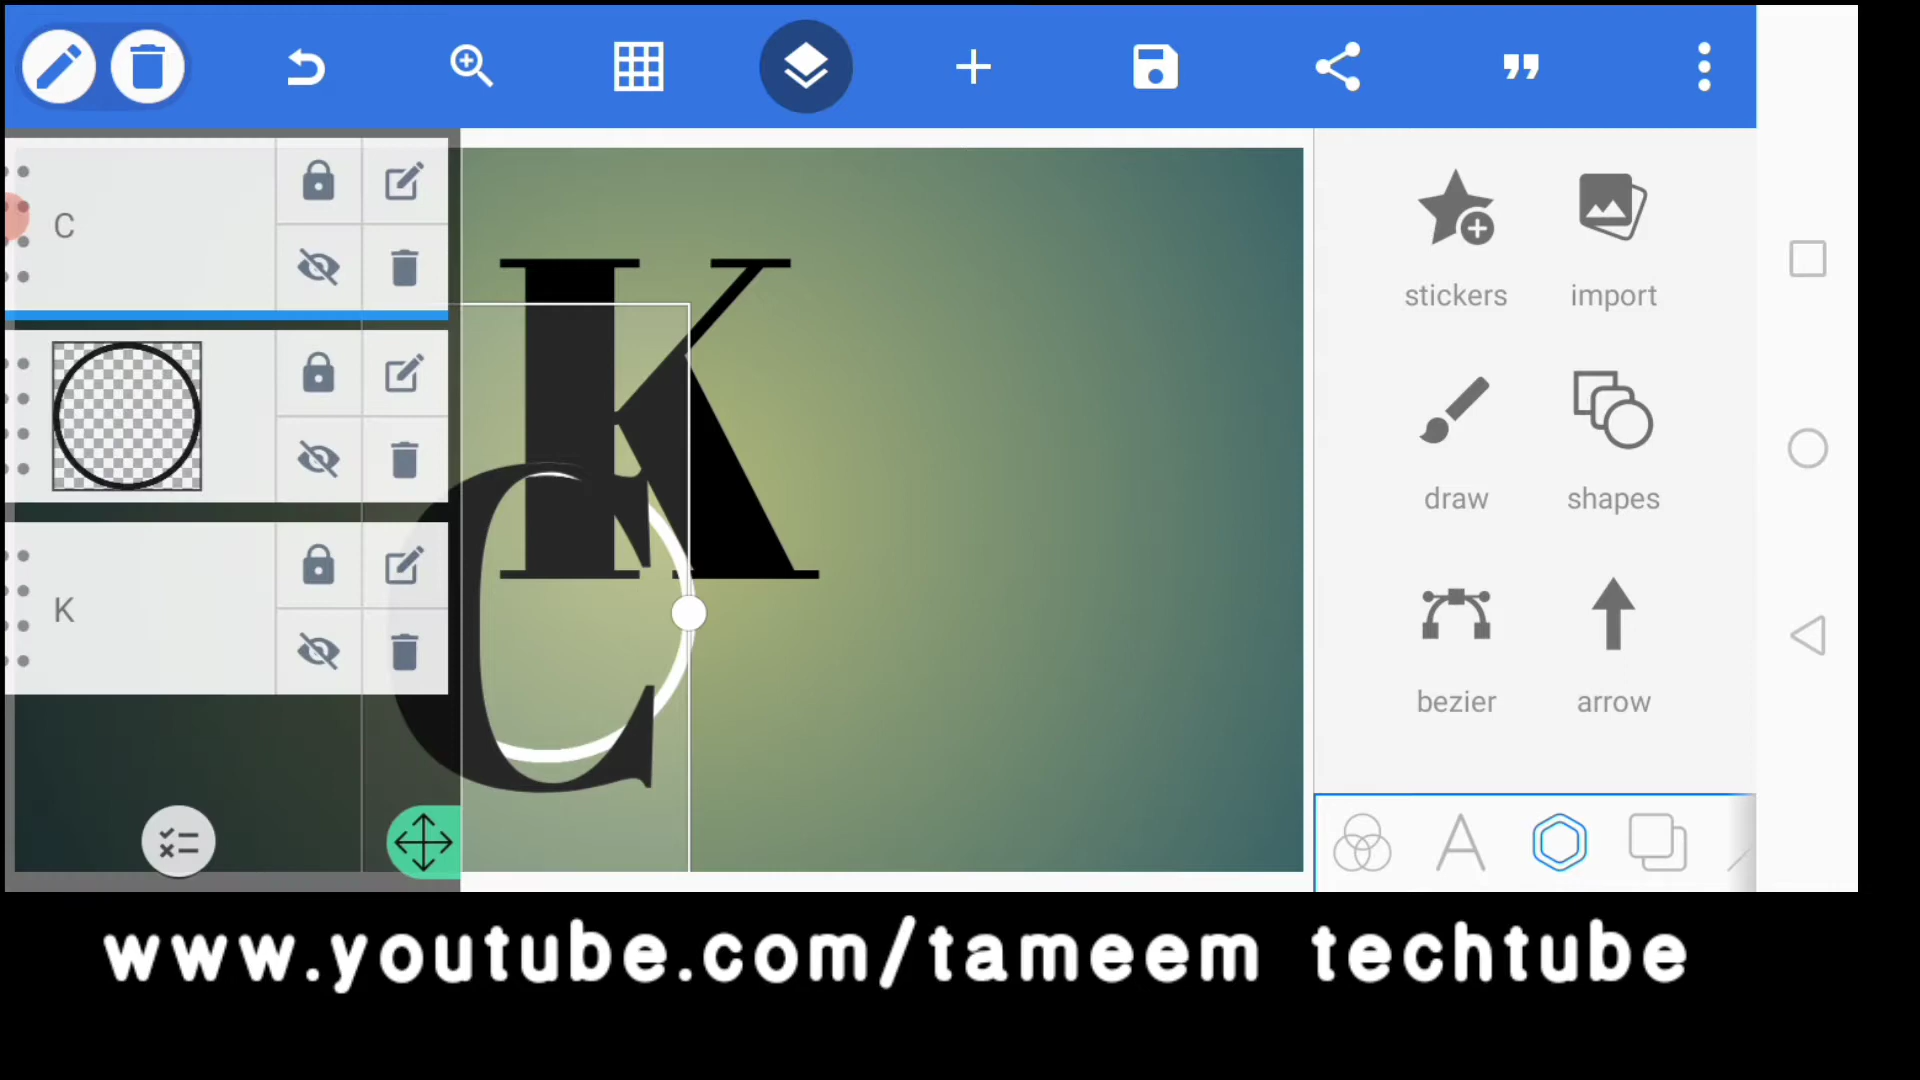 C
K
K
C
stickers import
draw shapes
bezier arrow
www.youtube.com/tameem techtube